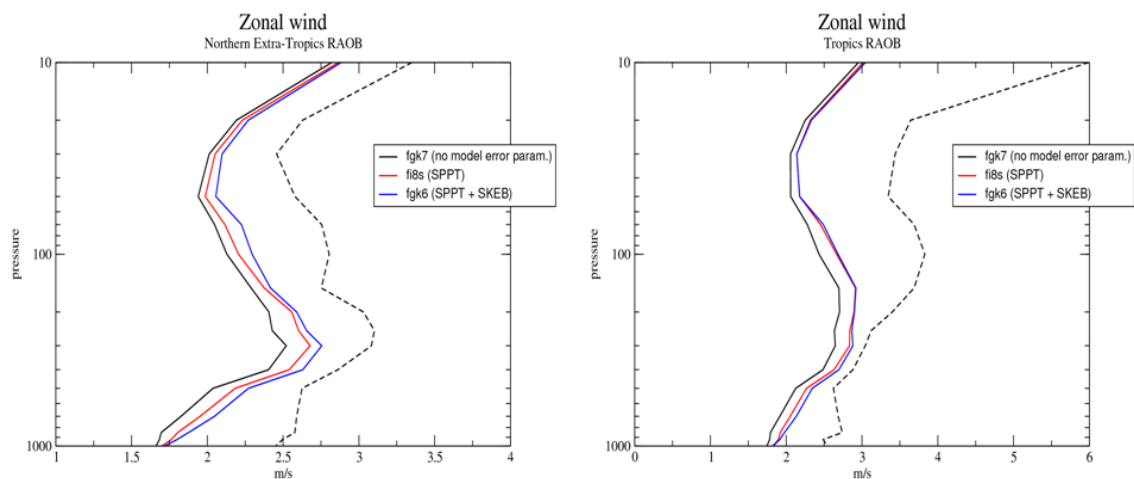 Zonal wind
Northern Extra-Tropics RAOB
10
100
1000
pressure
1
1.5
2
2.5
3
3.5
4
m/s
fgk7 (no model error param.)
fi8s (SPPT)
fgk6 (SPPT + SKEB)
Zonal wind
Tropics RAOB
10
100
1000
pressure
0
1
2
3
4
5
6
m/s
fgk7 (no model error param.)
fi8s (SPPT)
fgk6 (SPPT + SKEB)